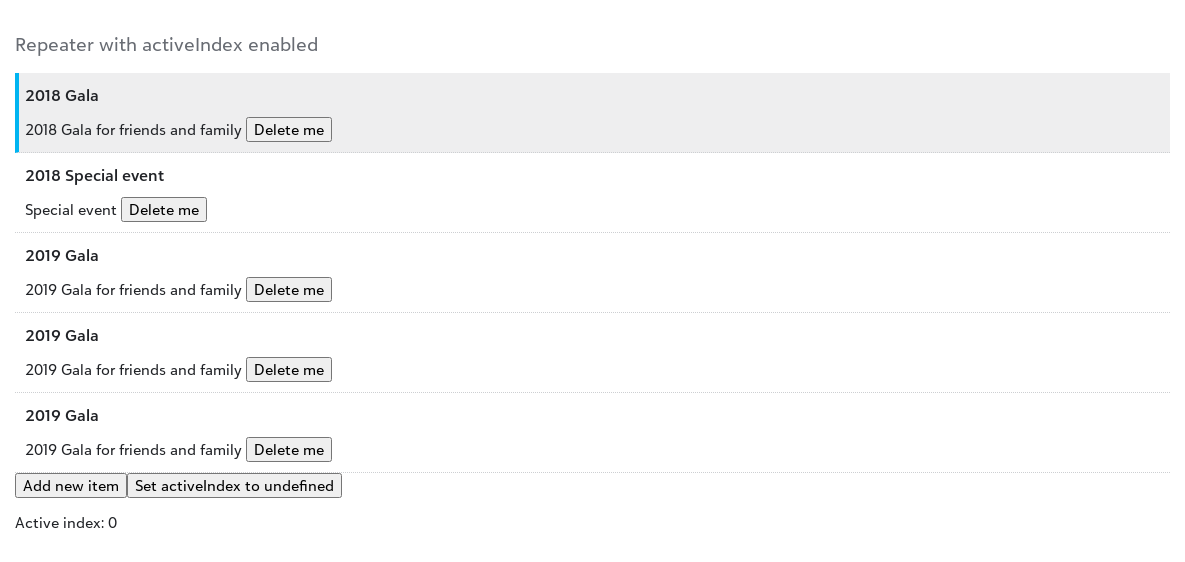 Repeater with activeIndex enabled
2018 Gala
2018 Gala for friends and family Delete me
2018 Special event
Special event Delete me
2019 Gala
2019 Gala for friends and family Delete me
2019 Gala
2019 Gala for friends and family Delete me
2019 Gala
2019 Gala for friends and family Delete me
Add new item Set activeIndex to undefined
Active index: 0